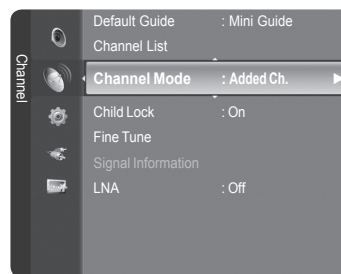 Channel
Default Guide : Mini Guide
Channel List
Channel Mode : Added Ch.
Child Lock : On
Fine Tune
Signal Information
LNA : Off